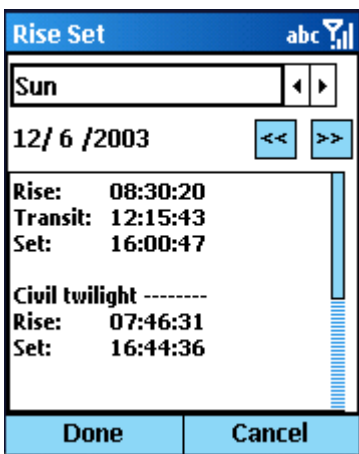 Rise Set abc
Sun
12/ 6 /2003 << >>
Rise: 08:30:20
Transit: 12:15:43
Set: 16:00:47
Civil twilight --------
Rise: 07:46:31
Set: 16:44:36
Done Cancel